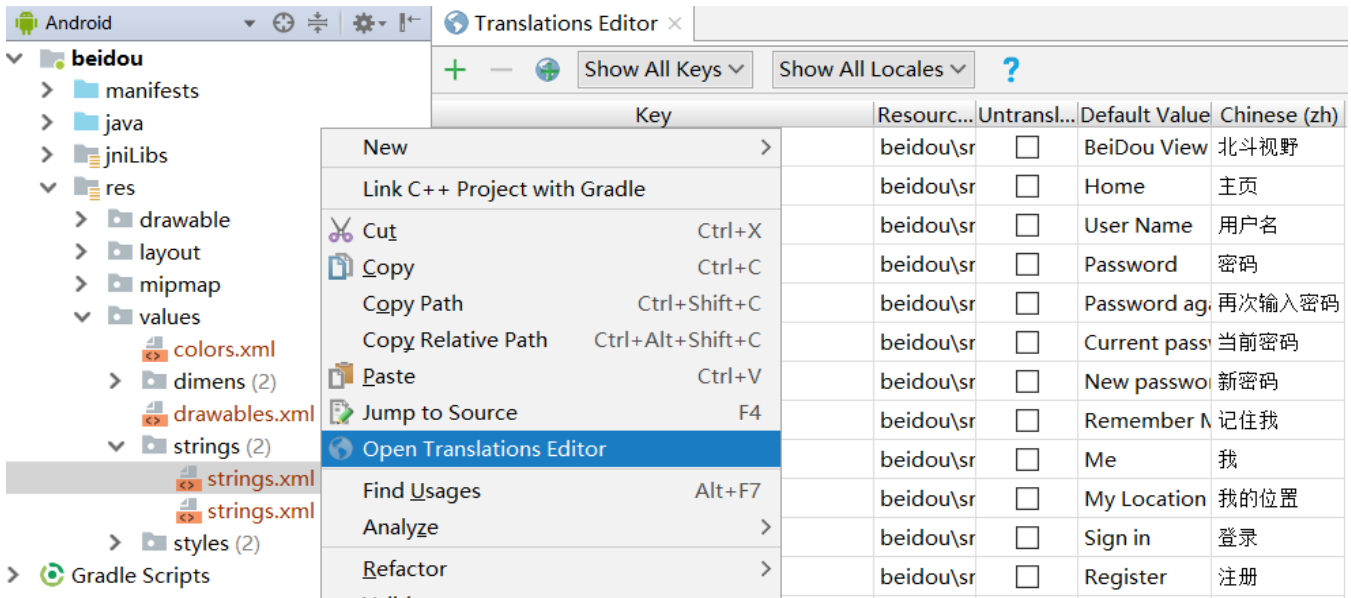 Android
beidou
manifests
java
jniLibs
res
drawable
layout
mipmap
values
colors.xml
dimens (2)
drawables.xml
strings (2)
strings.xml
strings.xml
styles (2)
Gradle Scripts
New
Link C++ Project with Gradle
Cut Ctrl+X
Copy Ctrl+C
Copy Path Ctrl+Shift+C
Copy Relative Path Ctrl+Alt+Shift+C
Paste Ctrl+V
Jump to Source F4
Open Translations Editor
Find Usages Alt+F7
Analyze
Refactor
Translations Editor
Show All Keys Show All Locales ?
Key Resourc... Untransl... Default Value Chinese (zh)
beidou\sr BeiDou View 北斗视野
beidou\sr Home 主页
beidou\sr User Name 用户名
beidou\sr Password 密码
beidou\sr Password aga 再次输入密码
beidou\sr Current pass 当前密码
beidou\sr New passwo 新密码
beidou\sr Remember M 记住我
beidou\sr Me 我
beidou\sr My Location 我的位置
beidou\sr Sign in 登录
beidou\sr Register 注册